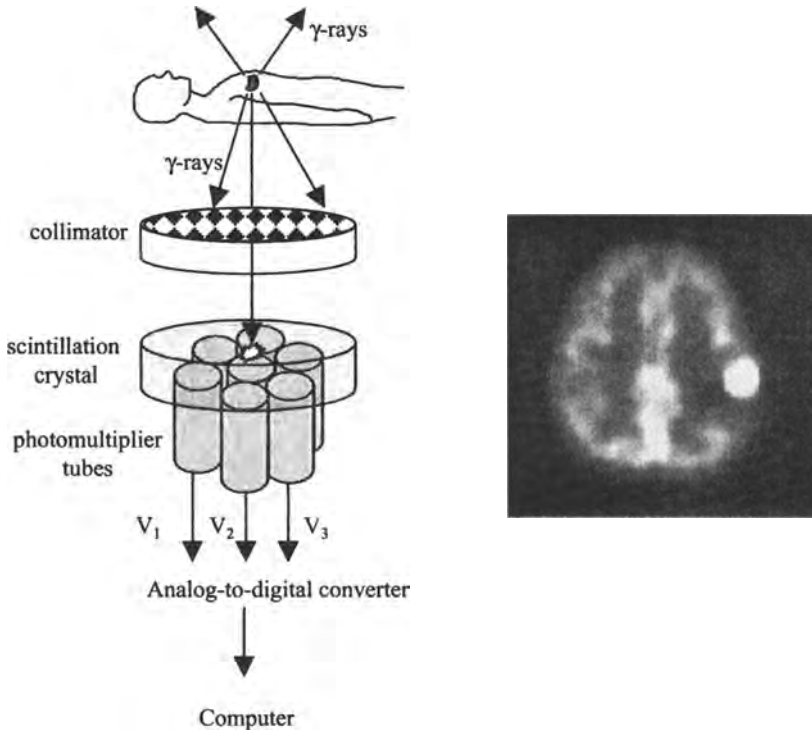 γ-rays
γ-rays
collimator
scintillation
crystal
photomultiplier
tubes
V₁ V₂ V₃
Analog-to-digital converter
Computer